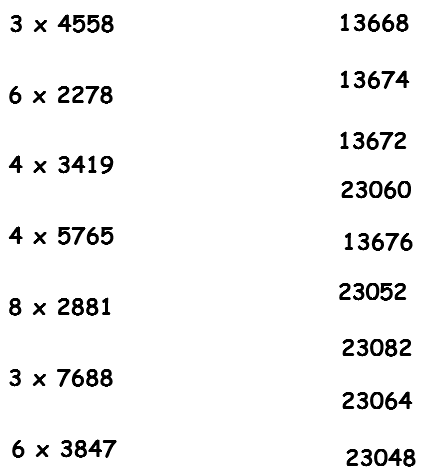 3 x 4558
13668
6 x 2278
13674
4 x 3419
13672
23060
4 x 5765
13676
8 x 2881
23052
23082
3 x 7688
23064
6 x 3847
23048